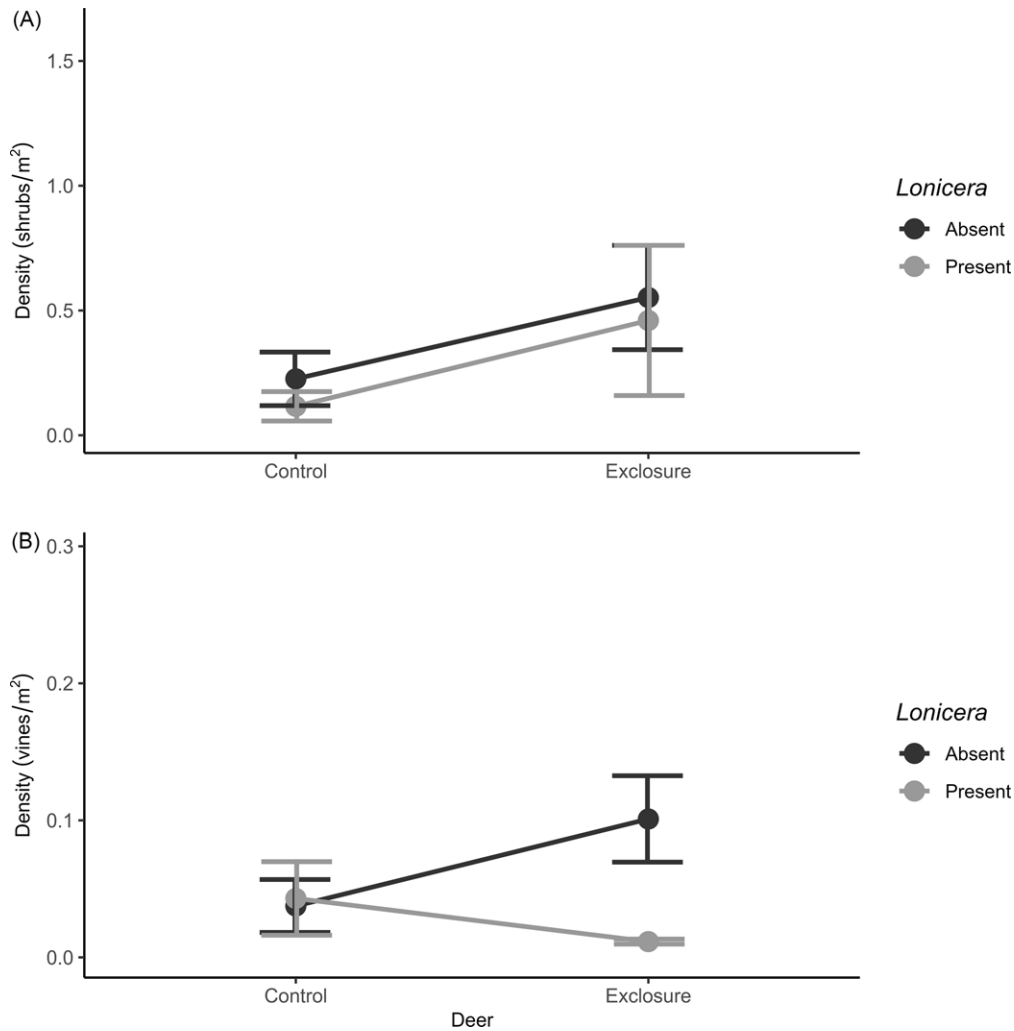 (A)
1.5
1.0
0.5
0.0
Density (shrubs/m²)
Control
Exclosure
Lonicera
Absent
Present
(B)
0.3
0.2
0.1
0.0
Density (vines/m²)
Control
Exclosure
Deer
Lonicera
Absent
Present